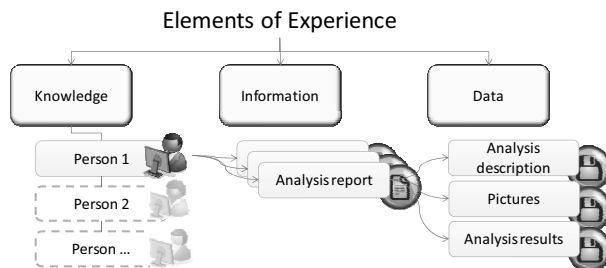 Elements of Experience
Knowledge
Information
Data
Person 1
Person 2
Person ...
Analysis report
Analysis
description
Pictures
Analysis results